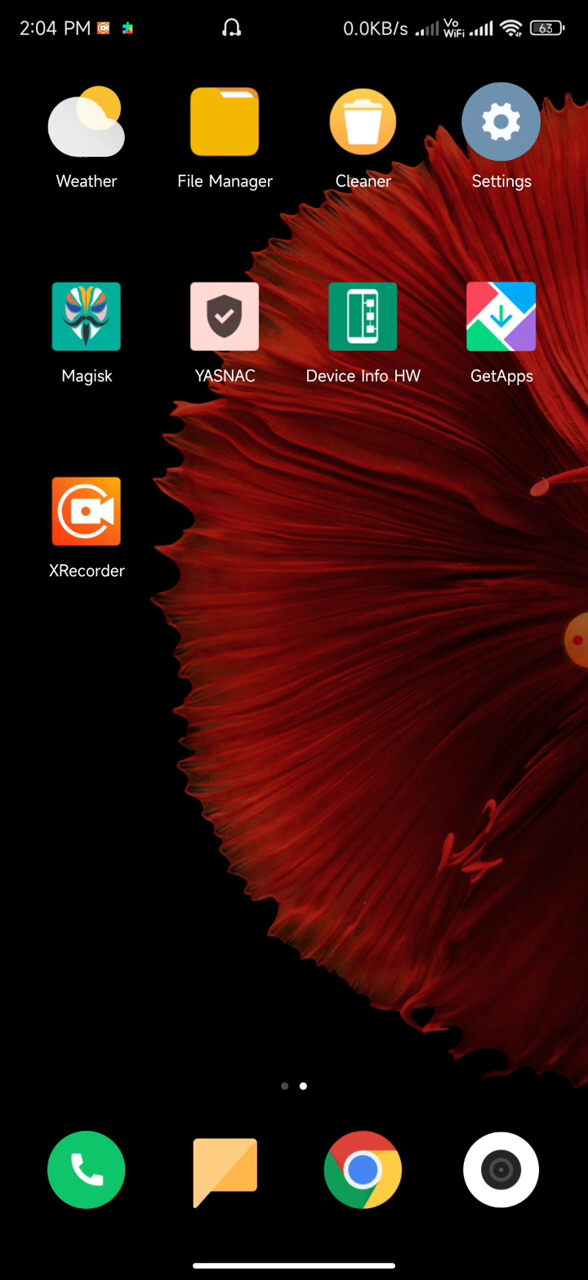 2:04 PM
0.0KB/s
Vo
WiFi
63
Weather
File Manager
Cleaner
Settings
Magisk
YASNAC
Device Info HW
GetApps
XRecorder